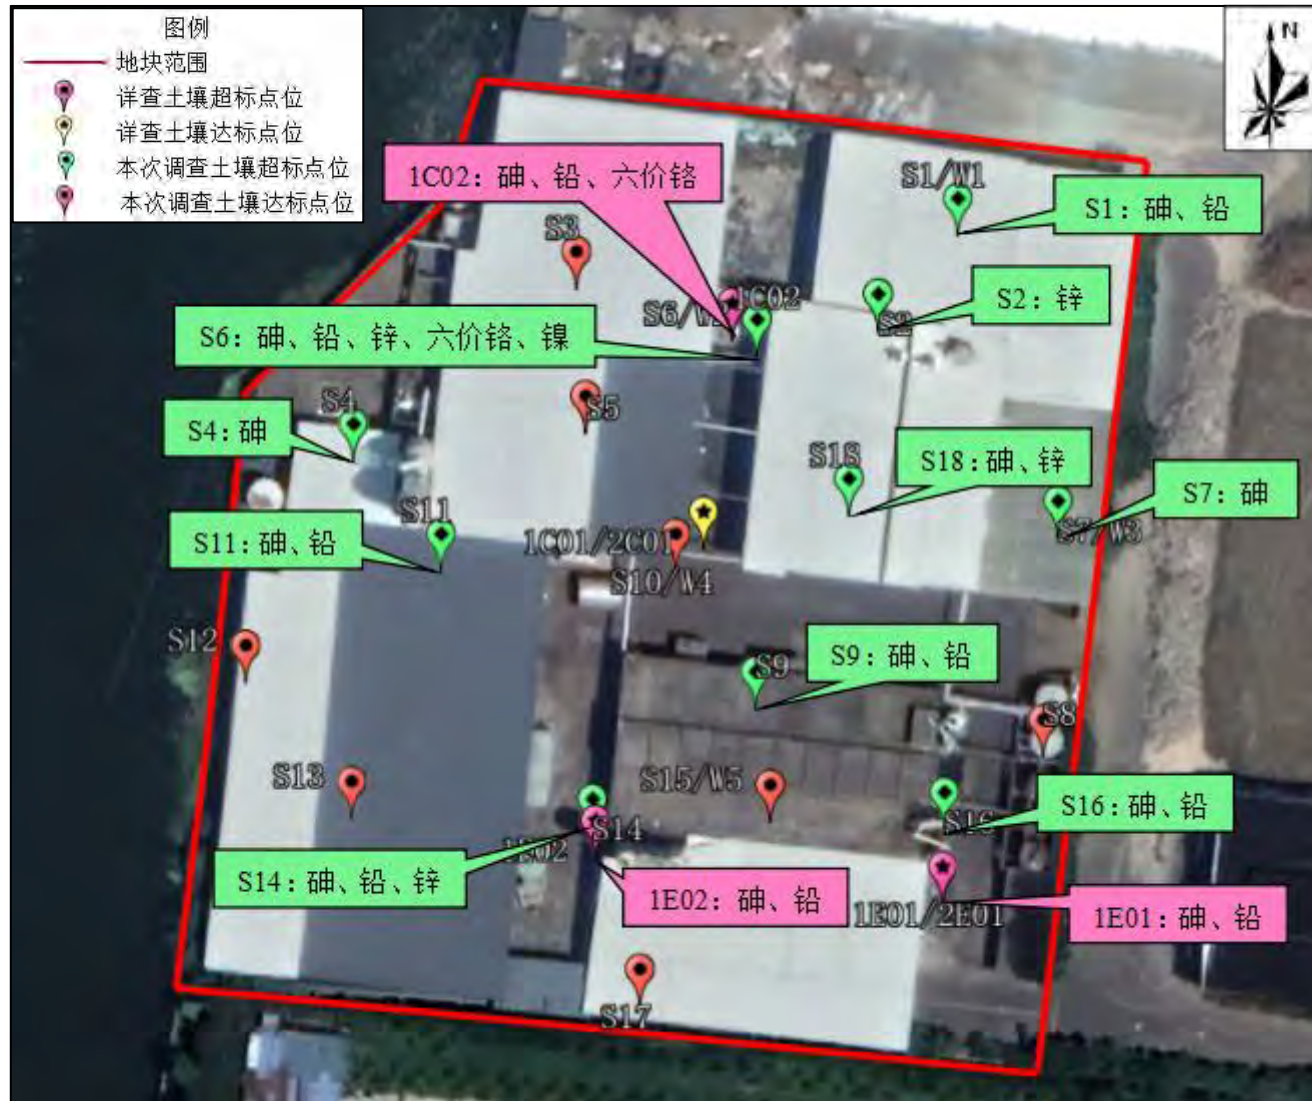 图例
地块范围
详查土壤超标点位
详查土壤达标点位
本次调查土壤超标点位
本次调查土壤达标点位
N
1C02：砷、铅、六价铬
S1/W1
S1：砷、铅
S3
S6/W
1C02
S2：锌
S2
S6：砷、铅、锌、六价铬、镍
S4
S5
S4：砷
S18
S18：砷、锌
S7：砷
S7/W3
S11
S11：砷、铅
1C01/2C01
S10/W4
S12
S9
S9：砷、铅
S8
S13
S15/W5
S16
S16：砷、铅
S14
1E02
S14：砷、铅、锌
1E02：砷、铅
1E01/2E01
1E01：砷、铅
S17